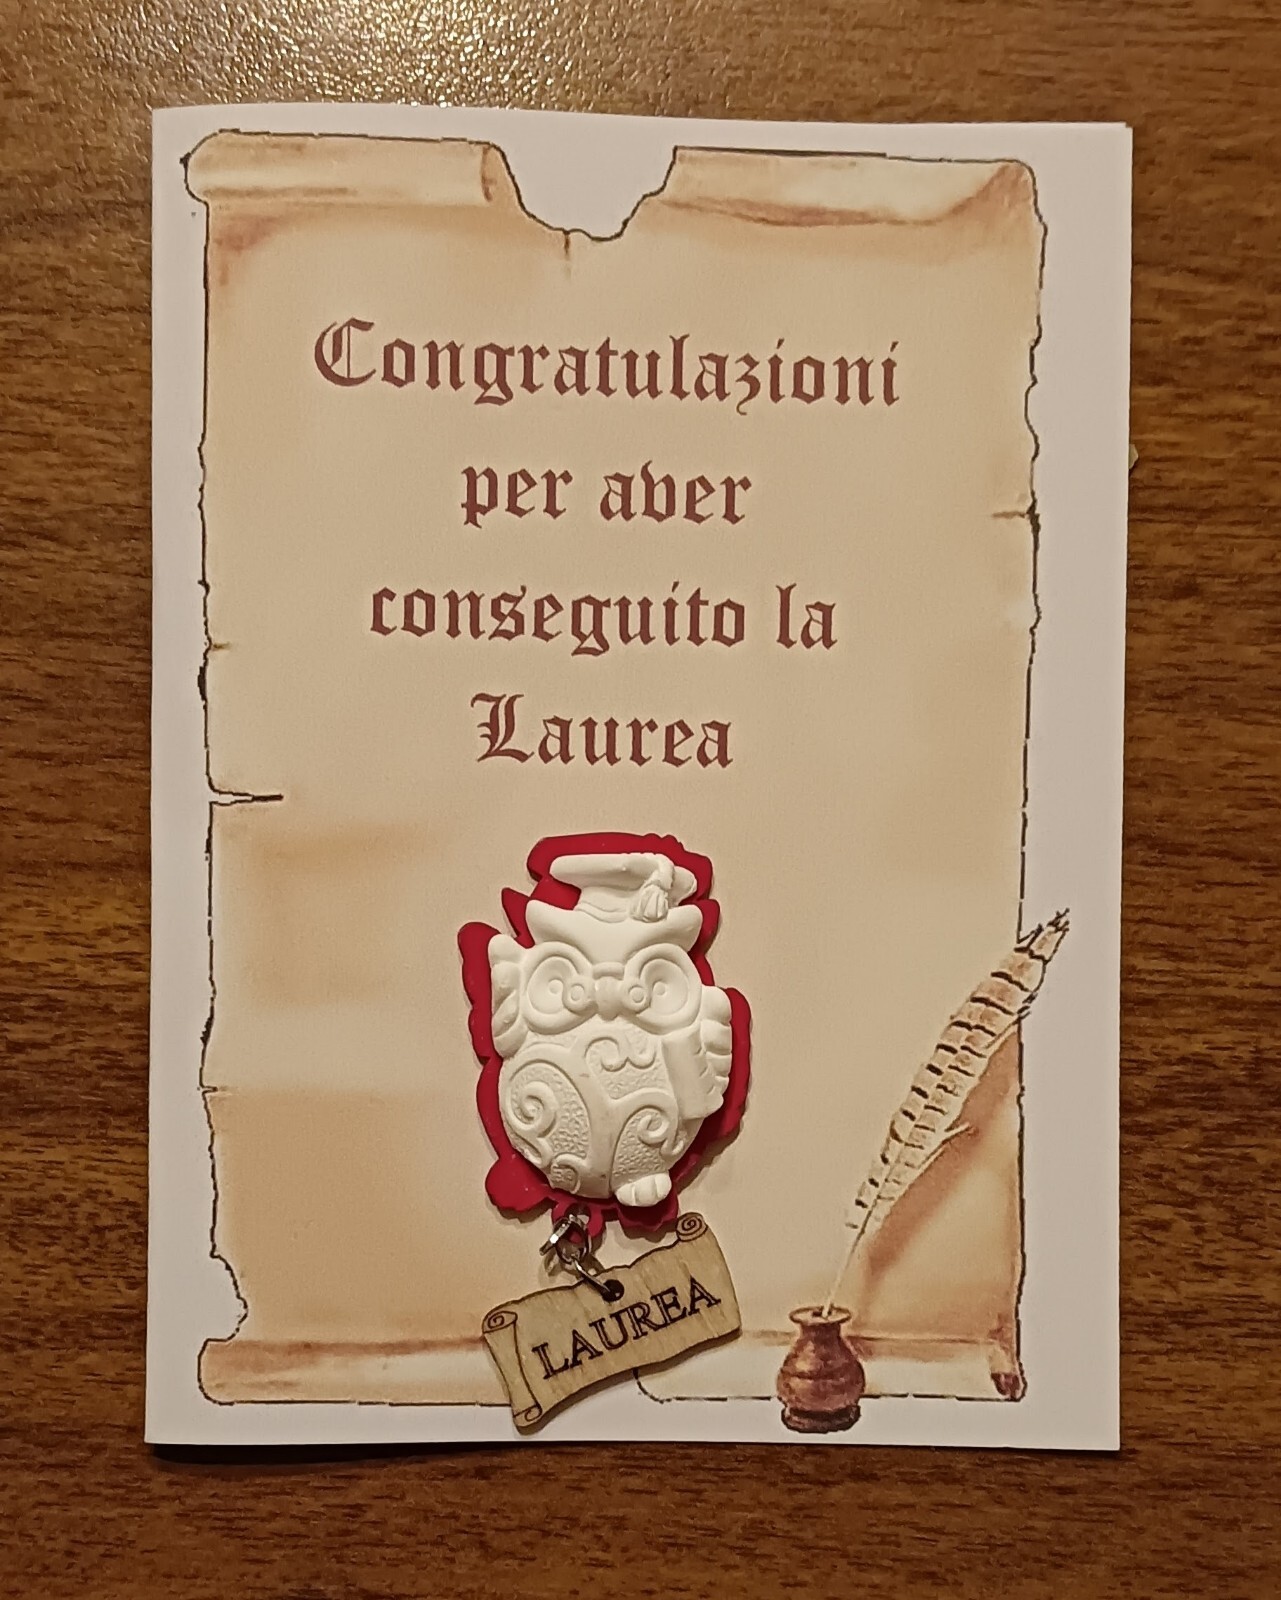 Congratulazioni
per aver
conseguito la
Laurea
LAUREA